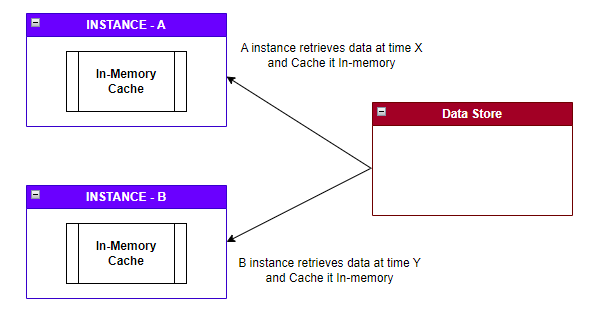 INSTANCE - A
In-Memory
Cache
A instance retrieves data at time X
and Cache it In-memory
Data Store
INSTANCE - B
In-Memory
Cache
B instance retrieves data at time Y
and Cache it In-memory